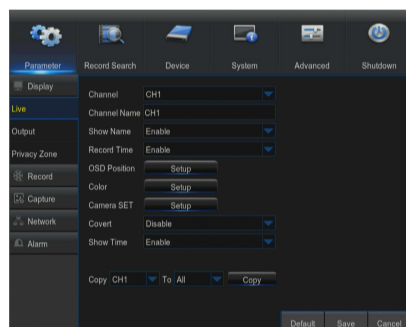 Parameter Record Search Device System Advanced Shutdown
Display
Live
Output
Privacy Zone
Record
Capture
Network
Alarm
Channel CH1
Channel Name CH1
Show Name Enable
Record Time Enable
OSD Position Setup
Color Setup
Camera SET Setup
Covert Disable
Show Time Enable
Copy CH1 To All Copy
Default Save Cancel